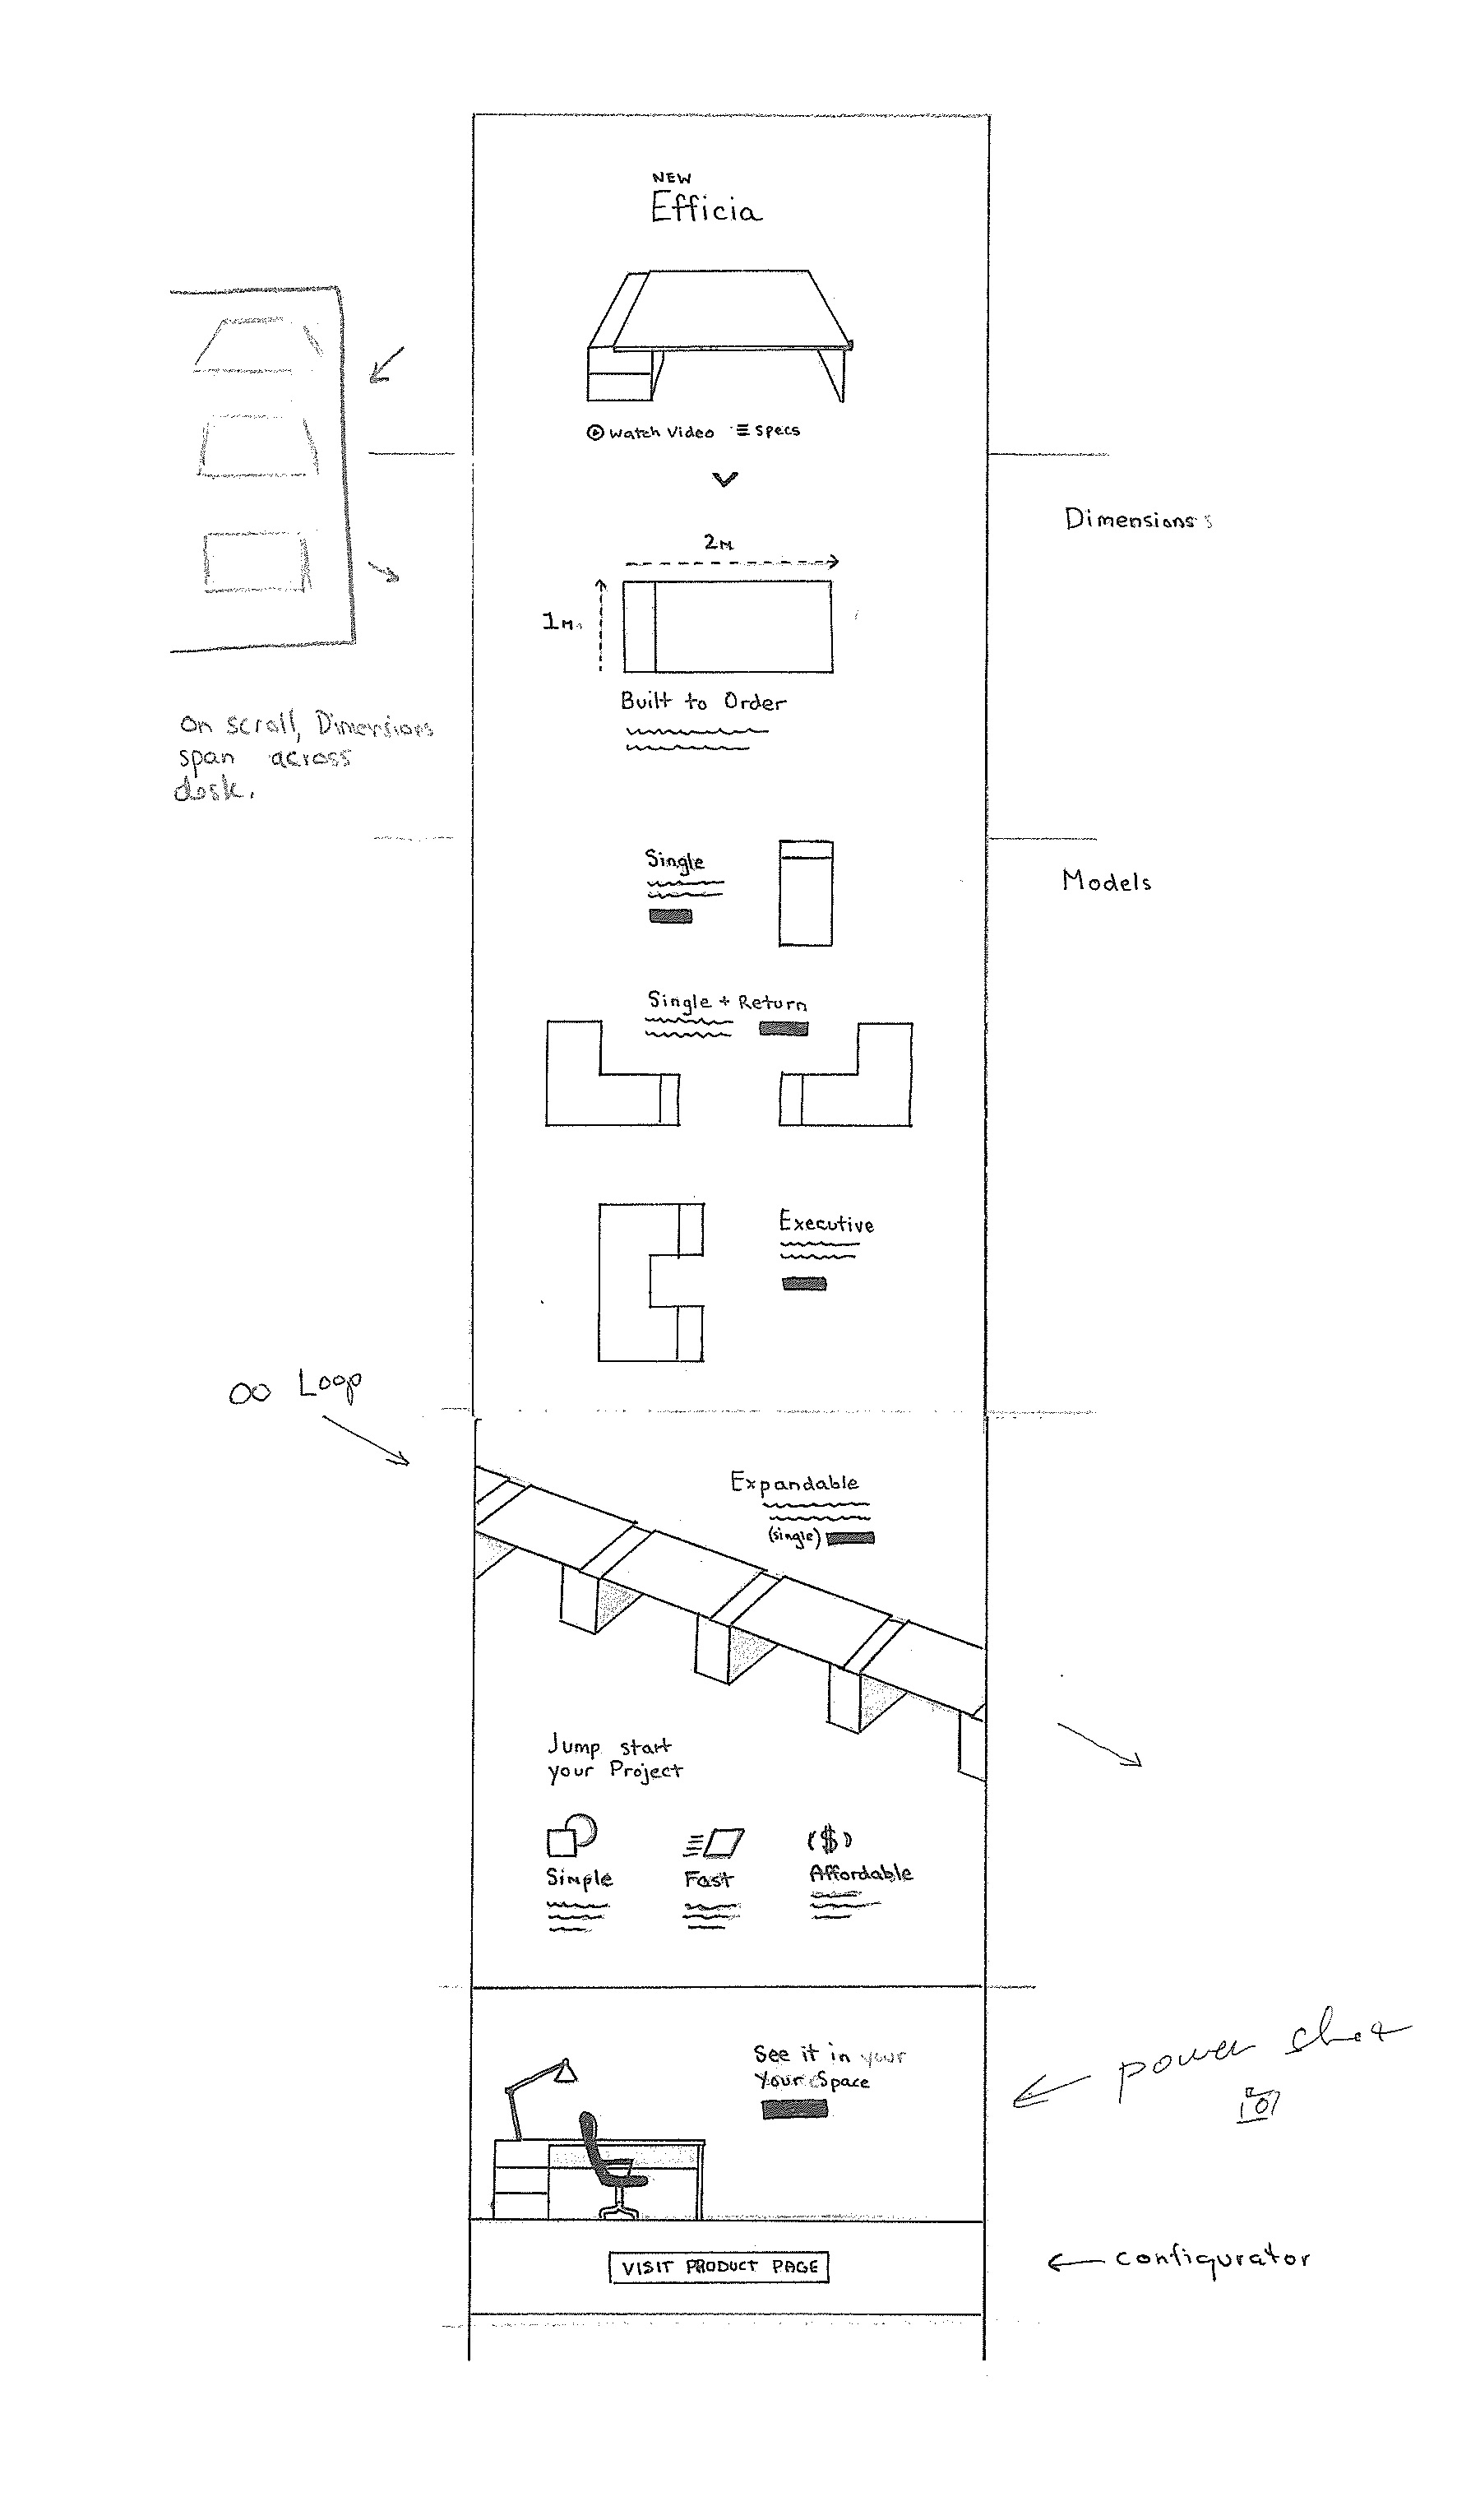 NEW
Efficia
Watch Video
Specs
Dimensions
2M
1M
Built to Order
On scroll, Dimensions
span across
desk.
Single
Models
Single + Return
Executive
Loop
Expandable
(single)
Jump start
your Project
($)
Simple
Fast
Affordable
See it in your
Your Space
power
VISIT PRODUCT PAGE
configurator